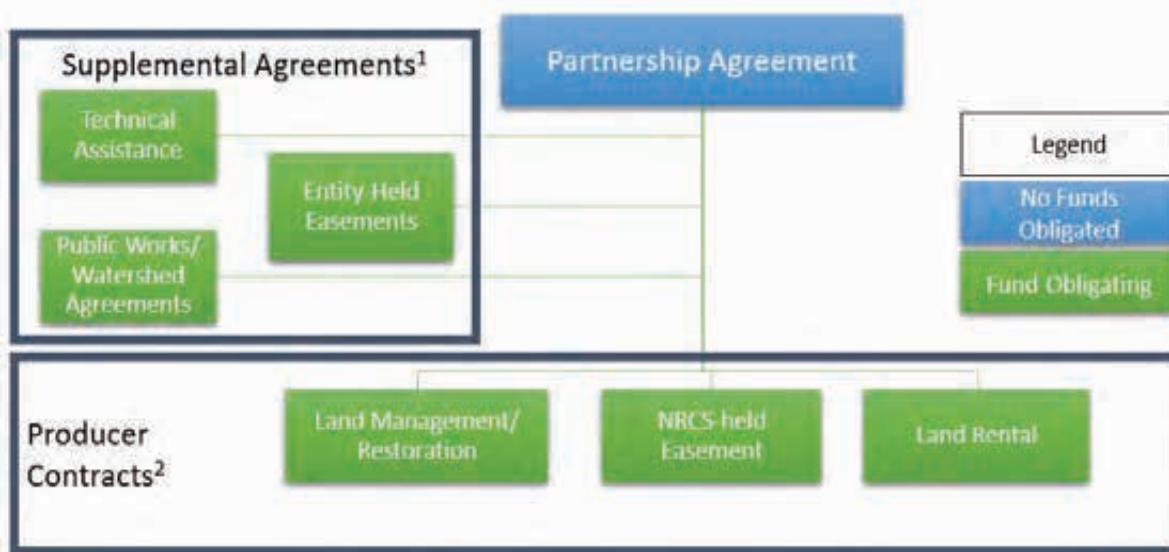 Partnership Agreement
Supplemental Agreements¹
Technical
Assistance
Entity Held
Easements
Public Works/
Watershed
Agreements
Legend
No Funds
Obligated
Fund Obligating
Producer
Contracts²
Land Management/
Restoration
NRCS-held
Easement
Land Rental